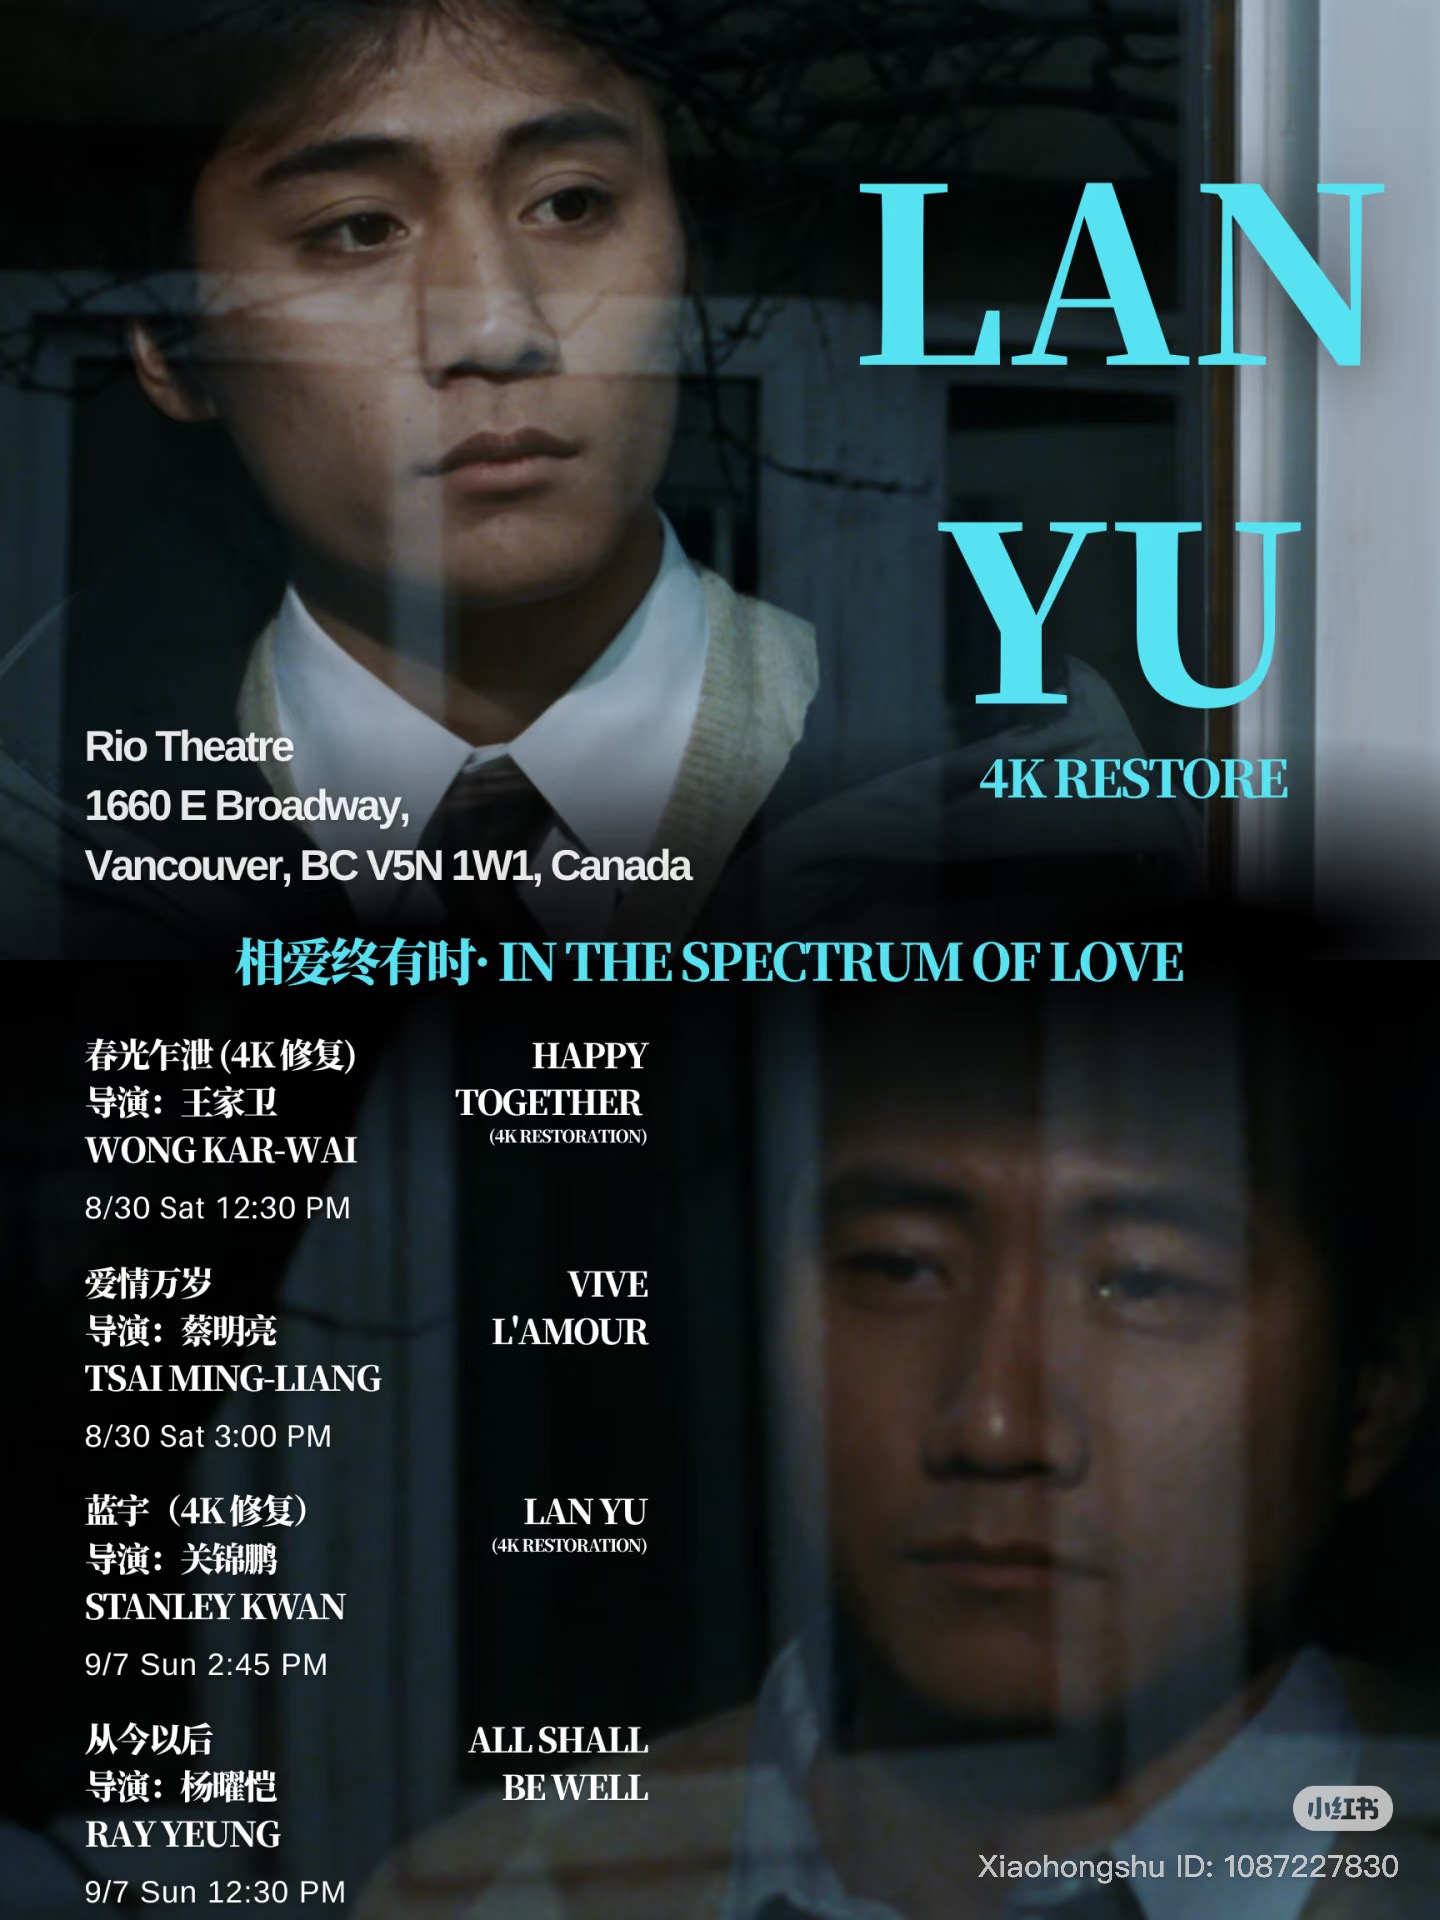 LAN
YU
4K RESTORE
Rio Theatre
1660 E Broadway,
Vancouver, BC V5N 1W1, Canada
相爱终有时· IN THE SPECTRUM OF LOVE
春光乍泄 (4K 修复)
导演：王家卫
WONG KAR-WAI
8/30 Sat 12:30 PM
HAPPY
TOGETHER
(4K RESTORATION)
爱情万岁
导演：蔡明亮
TSAI MING-LIANG
8/30 Sat 3:00 PM
VIVE
L'AMOUR
蓝宇（4K 修复）
导演：关锦鹏
STANLEY KWAN
9/7 Sun 2:45 PM
LAN YU
(4K RESTORATION)
从今以后
导演：杨曜恺
RAY YEUNG
9/7 Sun 12:30 PM
ALL SHALL
BE WELL
小红书
Xiaohongshu ID: 1087227830